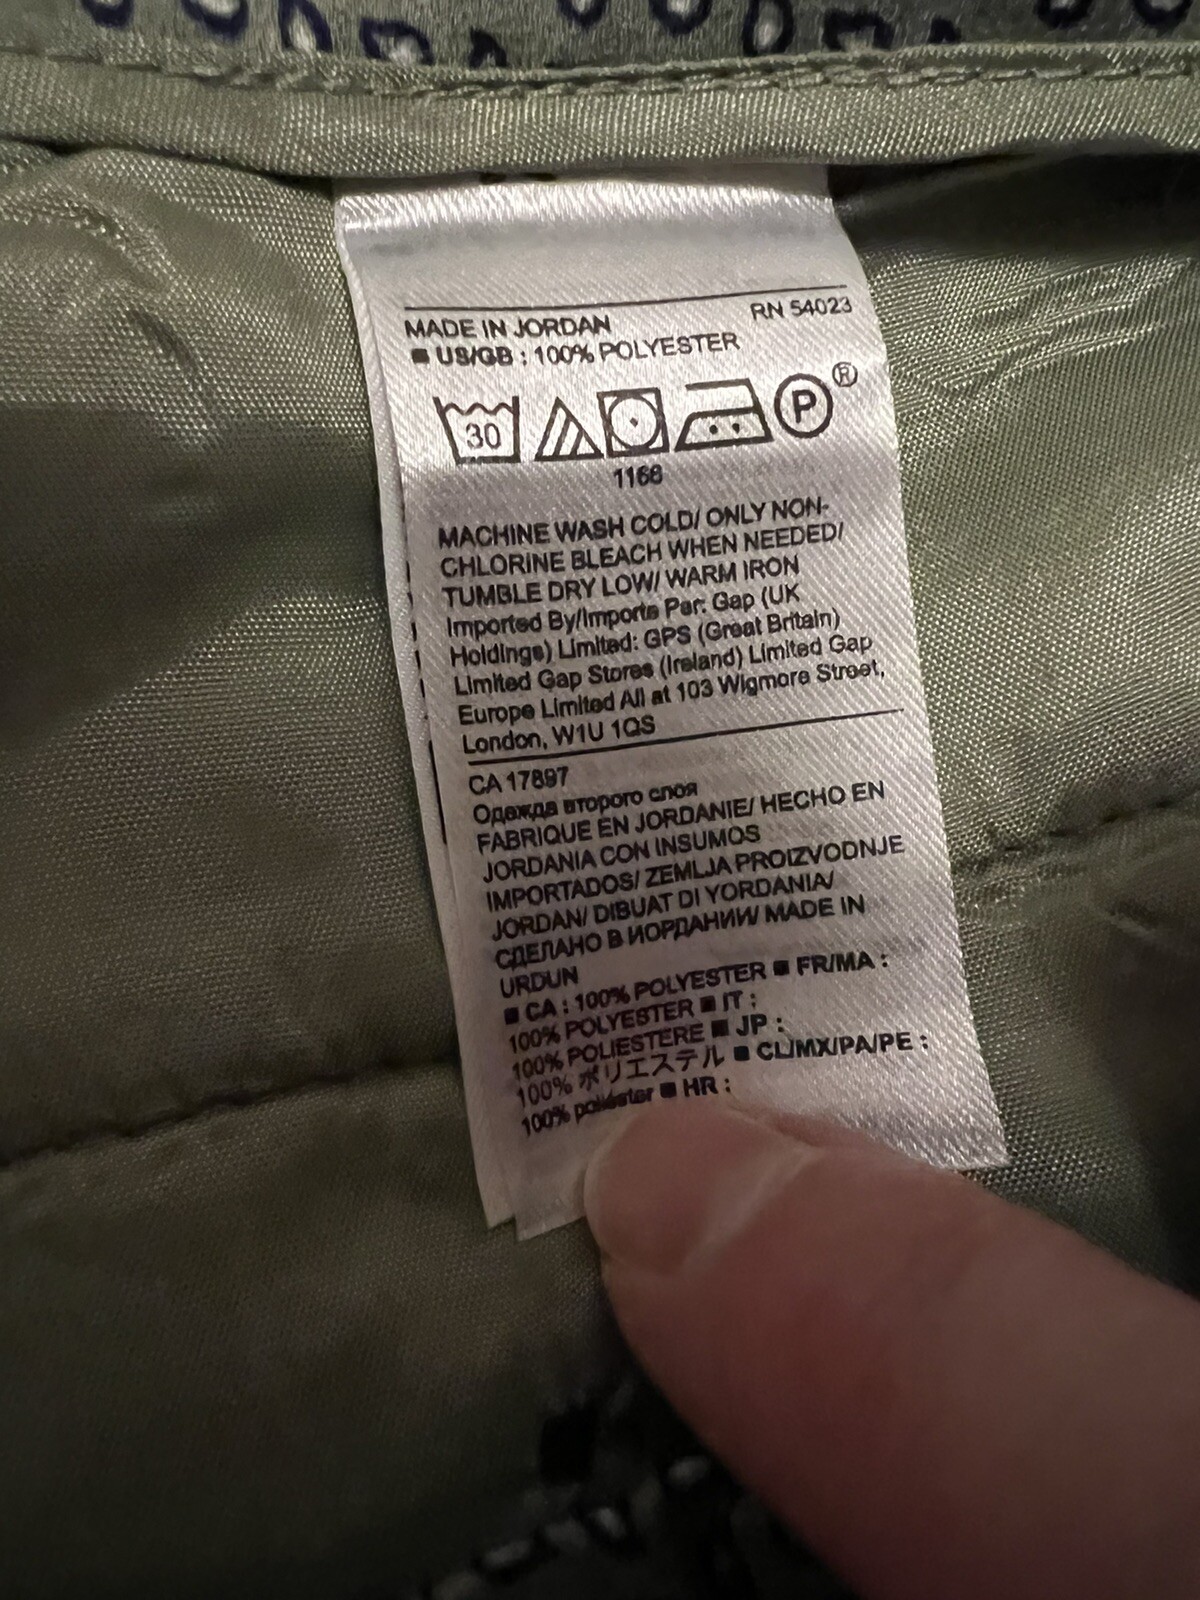 MADE IN JORDAN RN 54023
■ US/GB : 100% POLYESTER
30 P ®
1166
MACHINE WASH COLD/ ONLY NON-
CHLORINE BLEACH WHEN NEEDED/
TUMBLE DRY LOW/ WARM IRON
Imported By/Imports Par: Gap (UK
Holdings) Limited: GPS (Great Britain)
Limited Gap Stores (Ireland) Limited Gap
Europe Limited All at 103 Wigmore Street,
London, W1U 1QS
CA 17897
Одежда второго слоя
FABRIQUE EN JORDANIE/ HECHO EN
JORDANIA CON INSUMOS
IMPORTADOS/ ZEMLJA PROIZVODNJE
JORDAN/ DIBUAT DI YORDANIA/
СДЕЛАНО В ИОРДАНИИ/ MADE IN
URDUN
■ CA : 100% POLYESTER ■ FR/MA :
100% POLYESTER ■ IT :
100% POLIESTERE ■ JP :
100% ポリエステル ■ CL/MX/PA/PE :
100% poliéster ■ HR :